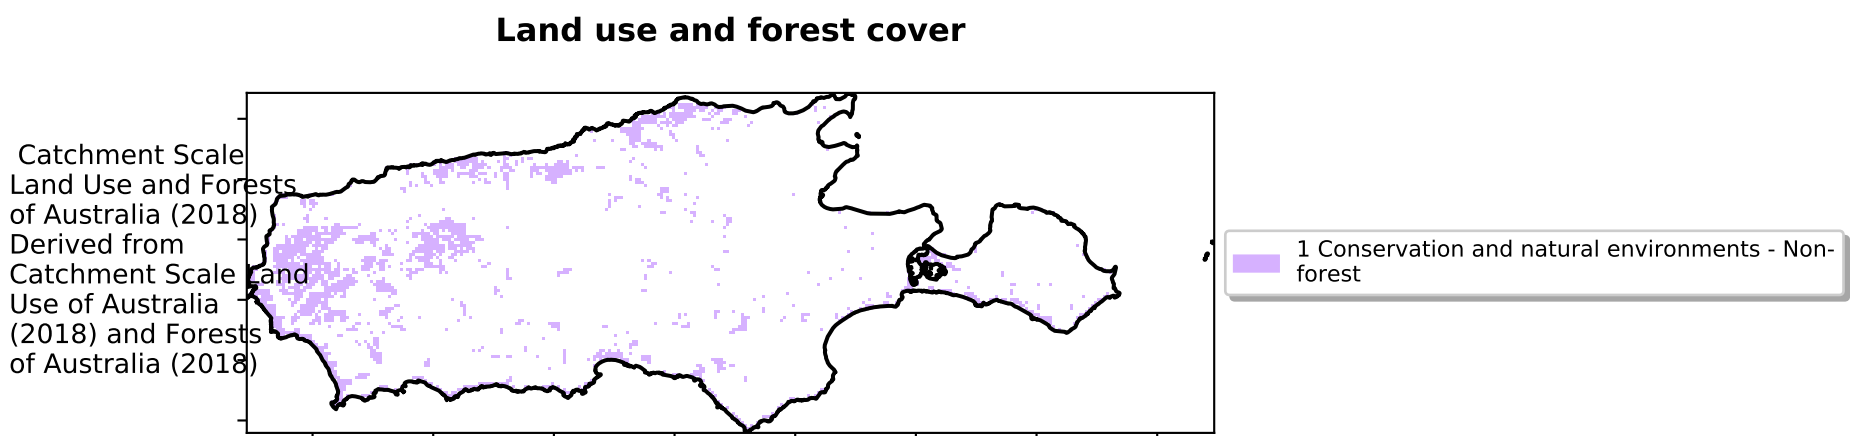 Land use and forest cover
Catchment Scale
Land Use and Forests
of Australia (2018)
Derived from
Catchment Scale Land
Use of Australia
(2018) and Forests
of Australia (2018)
1 Conservation and natural environments - Non-
forest